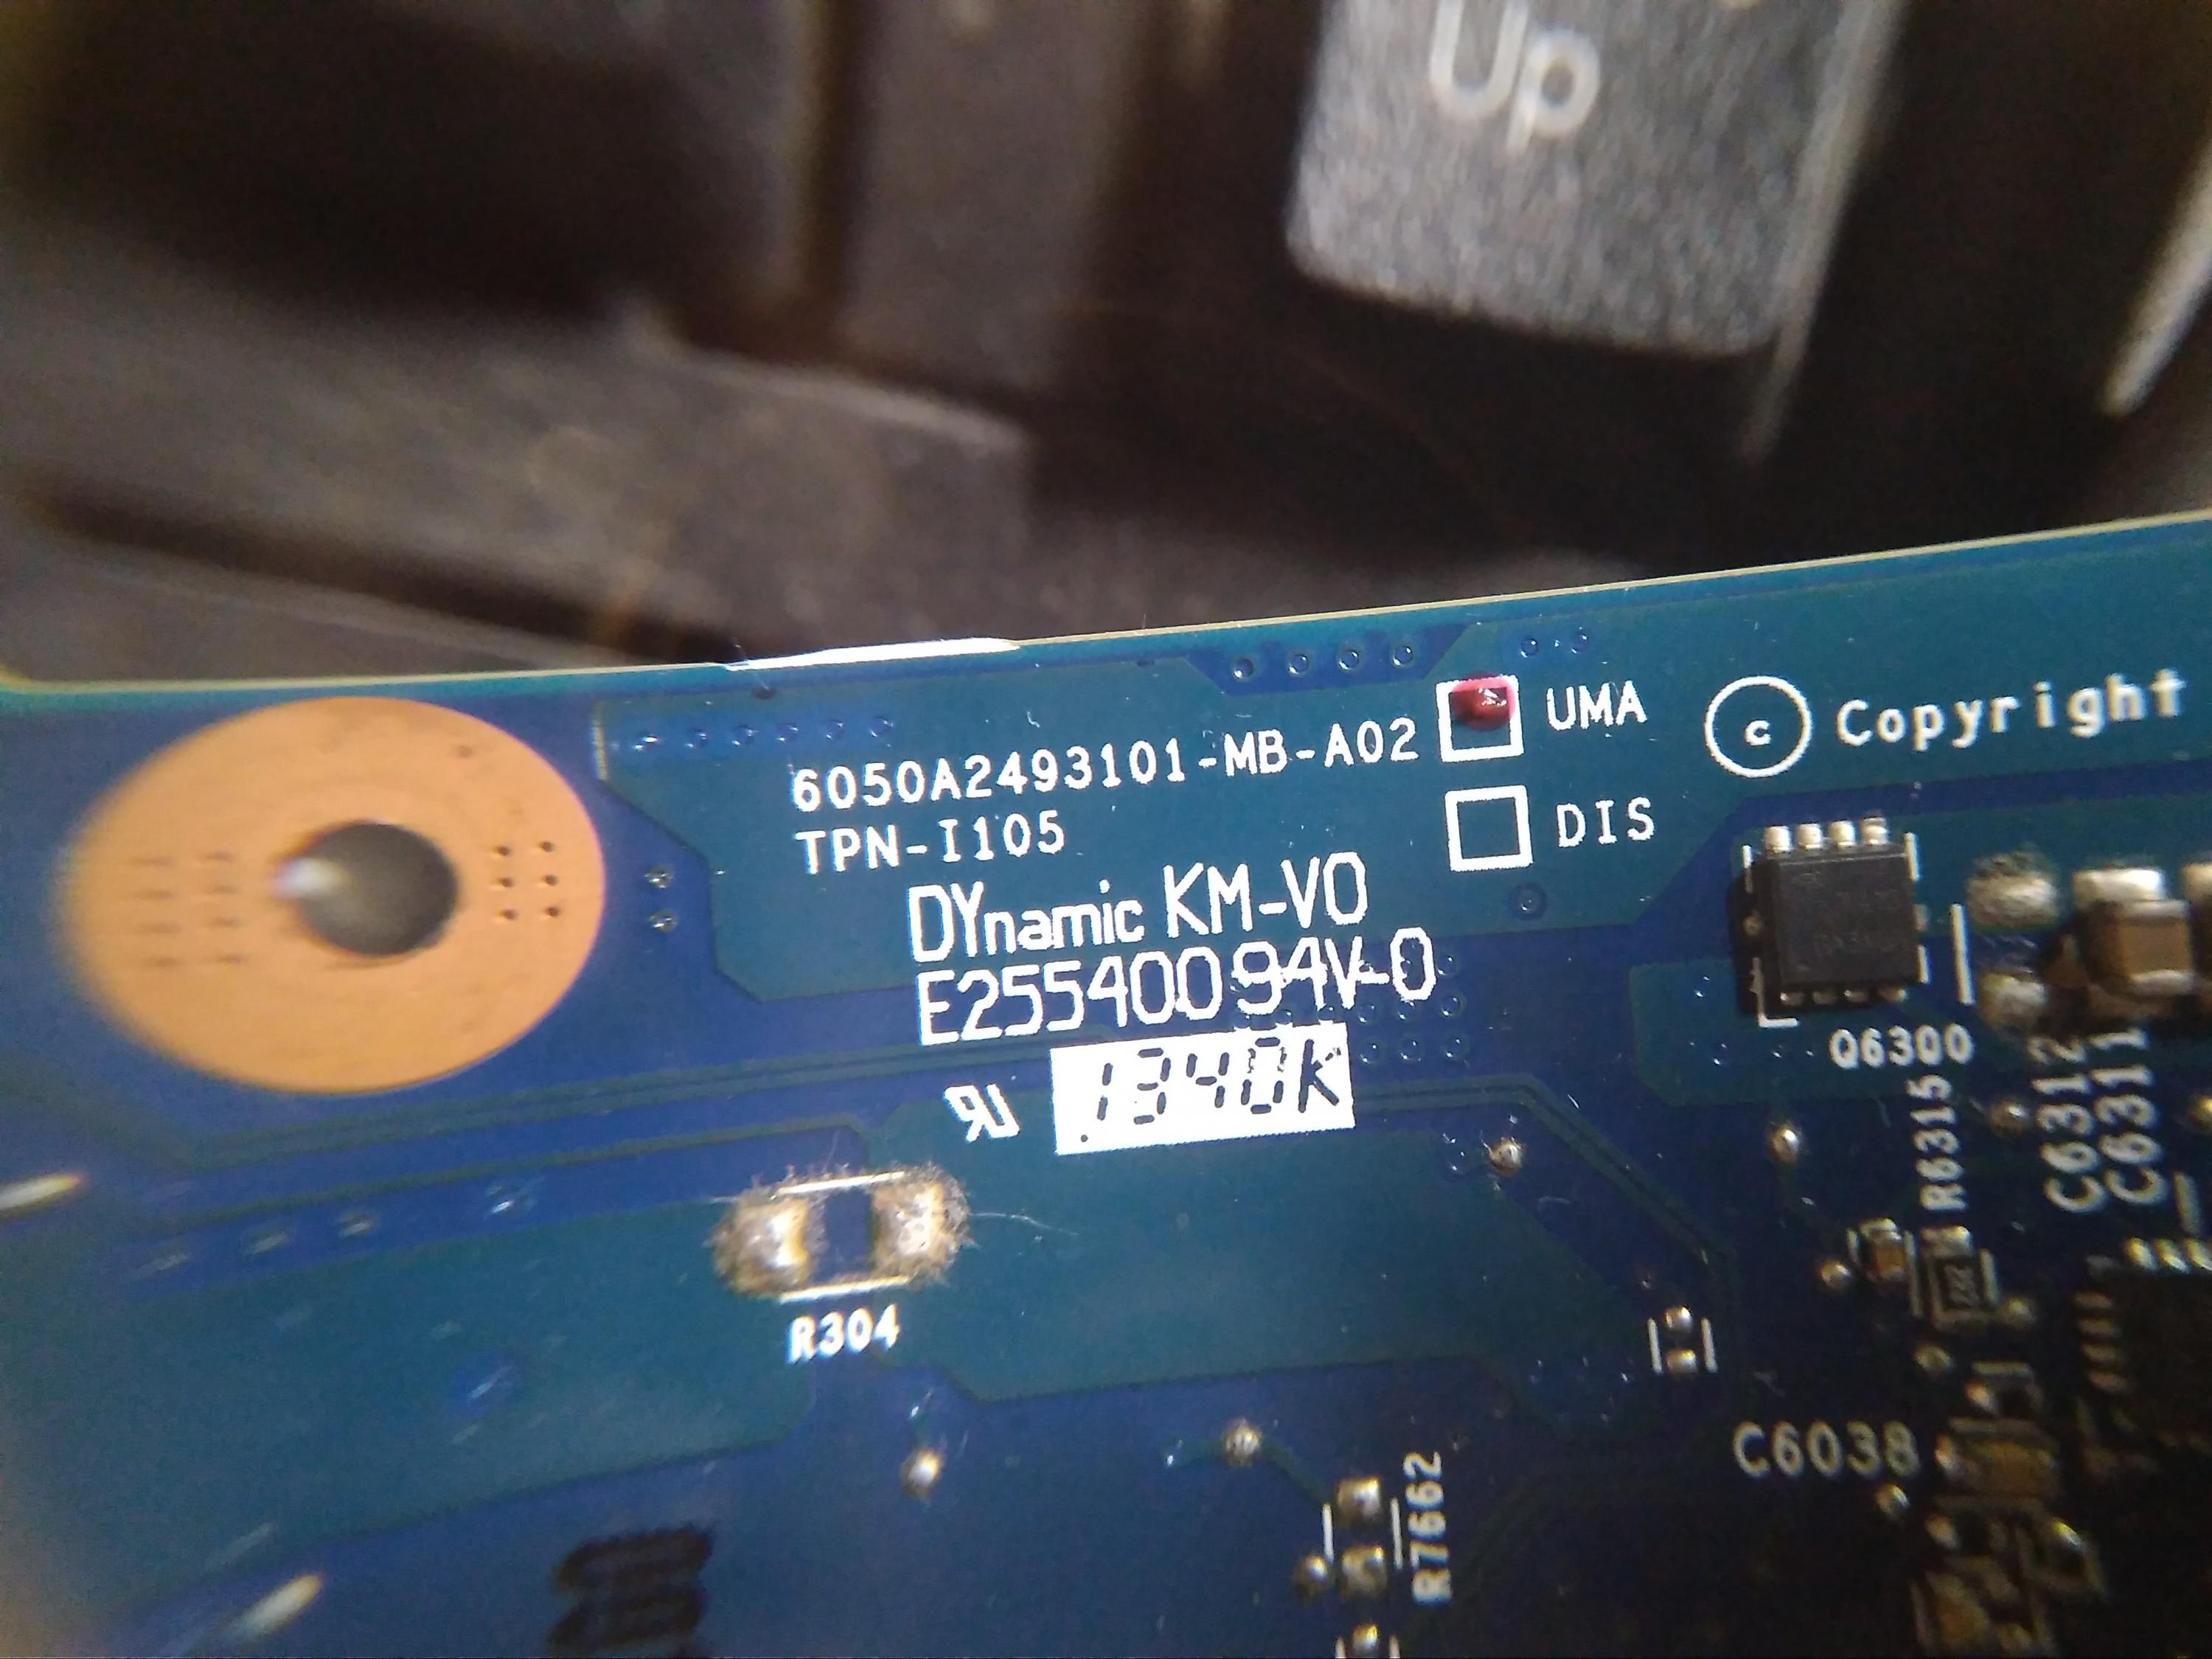 Up
6050A2493101-MB-A02
UMA
© Copyright
TPN-I105
DIS
DYnamic KM-V0
E255400 94V-0
1340K
Q6300
R6315
C6312
C6311
R304
C6038
R7662